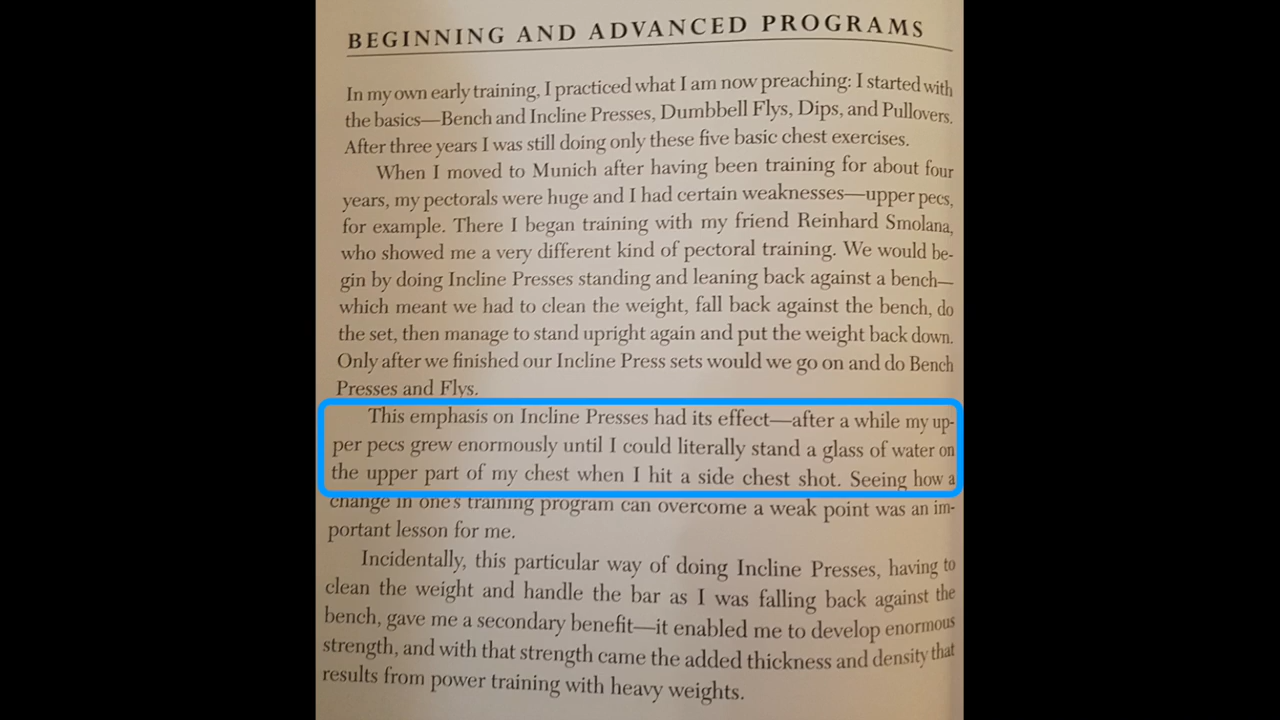 BEGINNING AND ADVANCED PROGRAMS
In my own early training, I practiced what I am now preaching: I started with
the basics—Bench and Incline Presses, Dumbbell Flys, Dips, and Pullovers.
After three years I was still doing only these five basic chest exercises.
When I moved to Munich after having been training for about four
years, my pectorals were huge and I had certain weaknesses—upper pecs,
for example. There I began training with my friend Reinhard Smolana,
who showed me a very different kind of pectoral training. We would be-
gin by doing Incline Presses standing and leaning back against a bench—
which meant we had to clean the weight, fall back against the bench, do
the set, then manage to stand upright again and put the weight back down.
Only after we finished our Incline Press sets would we go on and do Bench
Presses and Flys.
This emphasis on Incline Presses had its effect—after a while my up-
per pecs grew enormously until I could literally stand a glass of water on
the upper part of my chest when I hit a side chest shot. Seeing how a
change in one's training program can overcome a weak point was an im-
portant lesson for me.
Incidentally, this particular way of doing Incline Presses, having to
clean the weight and handle the bar as I was falling back against the
bench, gave me a secondary benefit—it enabled me to develop enormous
strength, and with that strength came the added thickness and density that
results from power training with heavy weights.